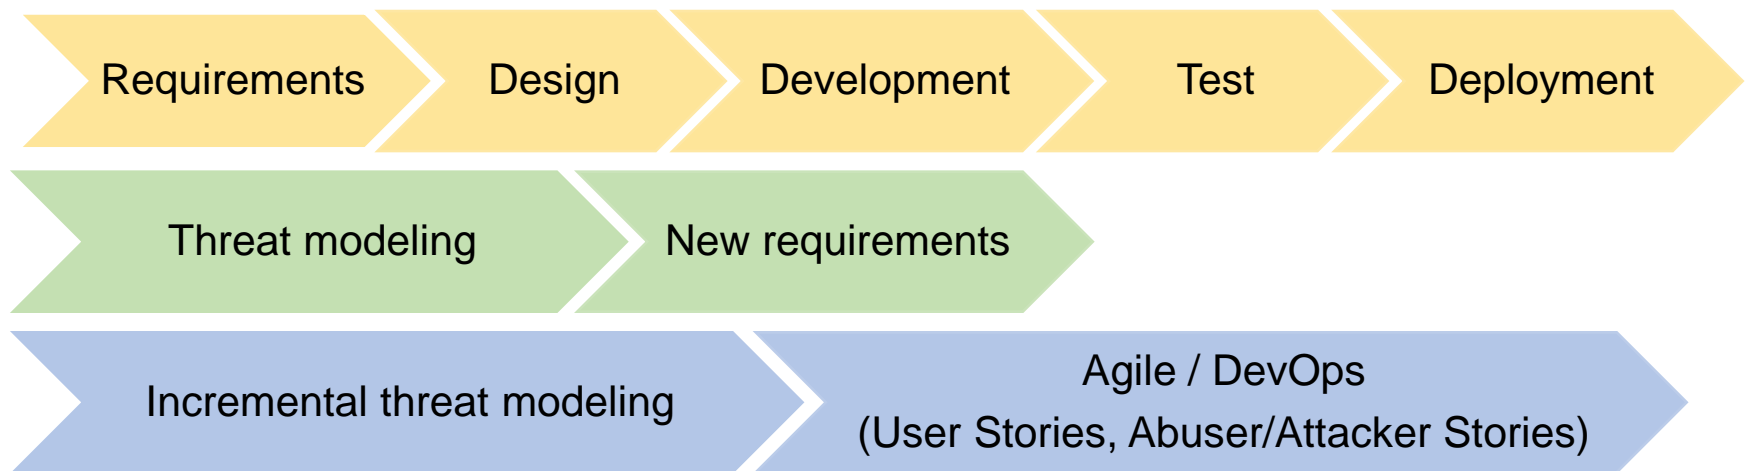 Requirements
Design
Development
Test
Deployment
Threat modeling
New requirements
Incremental threat modeling
Agile / DevOps
(User Stories, Abuser/Attacker Stories)